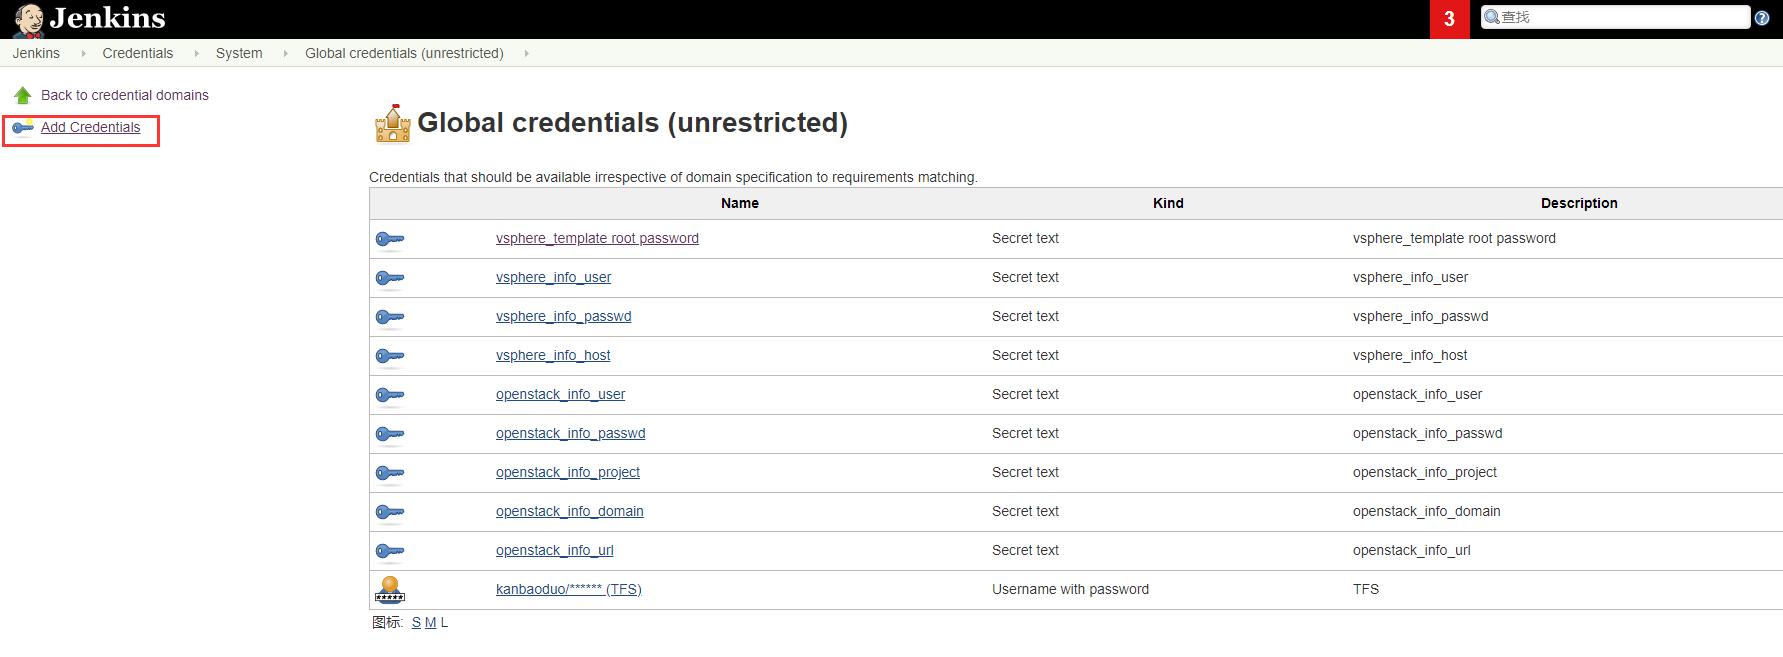 Jenkins
3
查找
?
Jenkins Credentials System Global credentials (unrestricted)
Back to credential domains
Add Credentials
Global credentials (unrestricted)
Credentials that should be available irrespective of domain specification to requirements matching.
Name Kind Description
vsphere_template root password Secret text vsphere_template root password
vsphere_info_user Secret text vsphere_info_user
vsphere_info_passwd Secret text vsphere_info_passwd
vsphere_info_host Secret text vsphere_info_host
openstack_info_user Secret text openstack_info_user
openstack_info_passwd Secret text openstack_info_passwd
openstack_info_project Secret text openstack_info_project
openstack_info_domain Secret text openstack_info_domain
openstack_info_url Secret text openstack_info_url
kanbaoduo/****** (TFS) Username with password TFS
图标: S M L